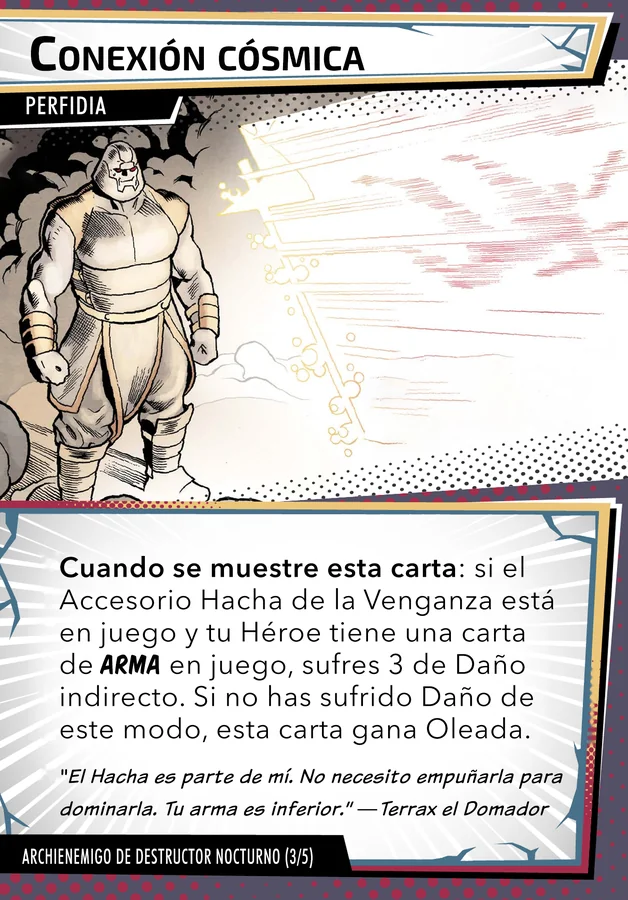 Conexión cósmica
PERFIDIA
Cuando se muestre esta carta: si el
Accesorio Hacha de la Venganza está
en juego y tu Héroe tiene una carta
de ARMA en juego, sufres 3 de Daño
indirecto. Si no has sufrido Daño de
este modo, esta carta gana Oleada.
"El Hacha es parte de mí. No necesito empuñarla para
dominarla. Tu arma es inferior." —Terrax el Domador
ARCHIENEMIGO DE DESTRUCTOR NOCTURNO (3/5)